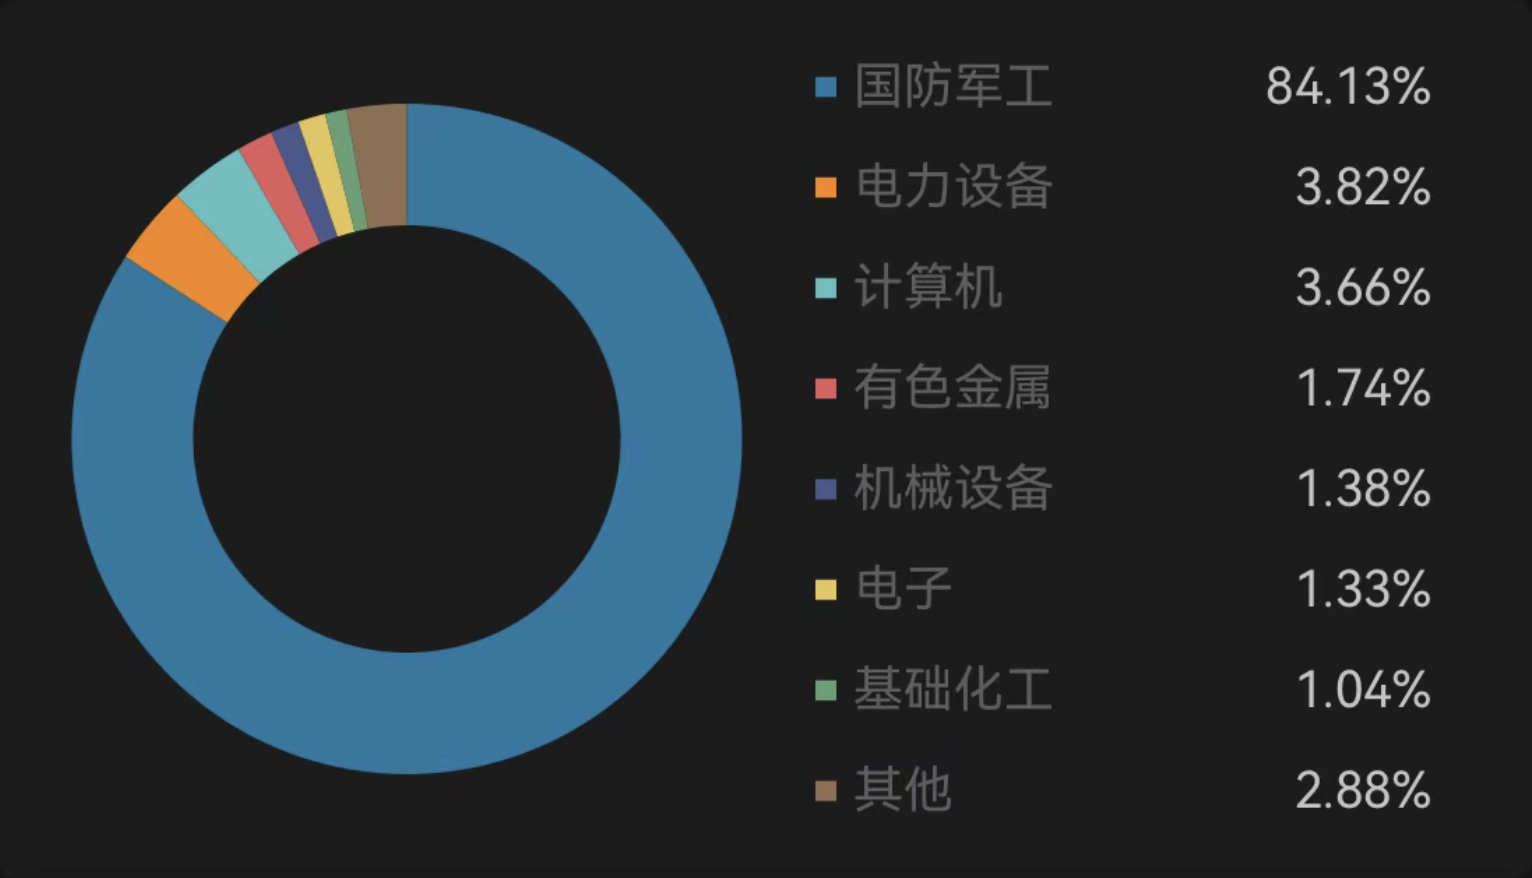 国防军工 84.13%
电力设备 3.82%
计算机 3.66%
有色金属 1.74%
机械设备 1.38%
电子 1.33%
基础化工 1.04%
其他 2.88%